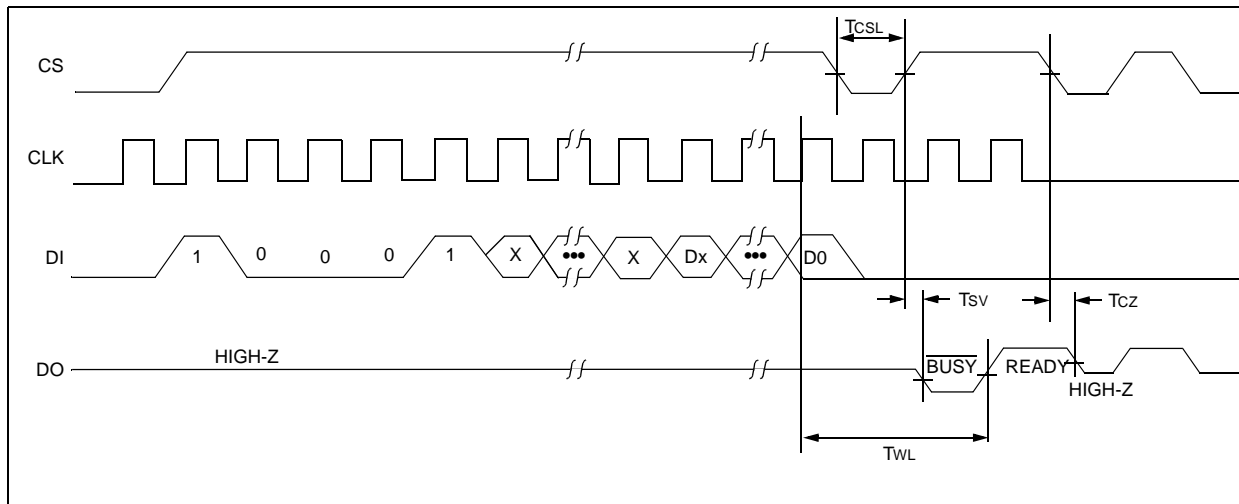 TCSL
CS
CLK
DI 1 0 0 0 1 X ••• X Dx ••• D0
TSV TCZ
HIGH-Z
DO BUSY READY
HIGH-Z
TWL